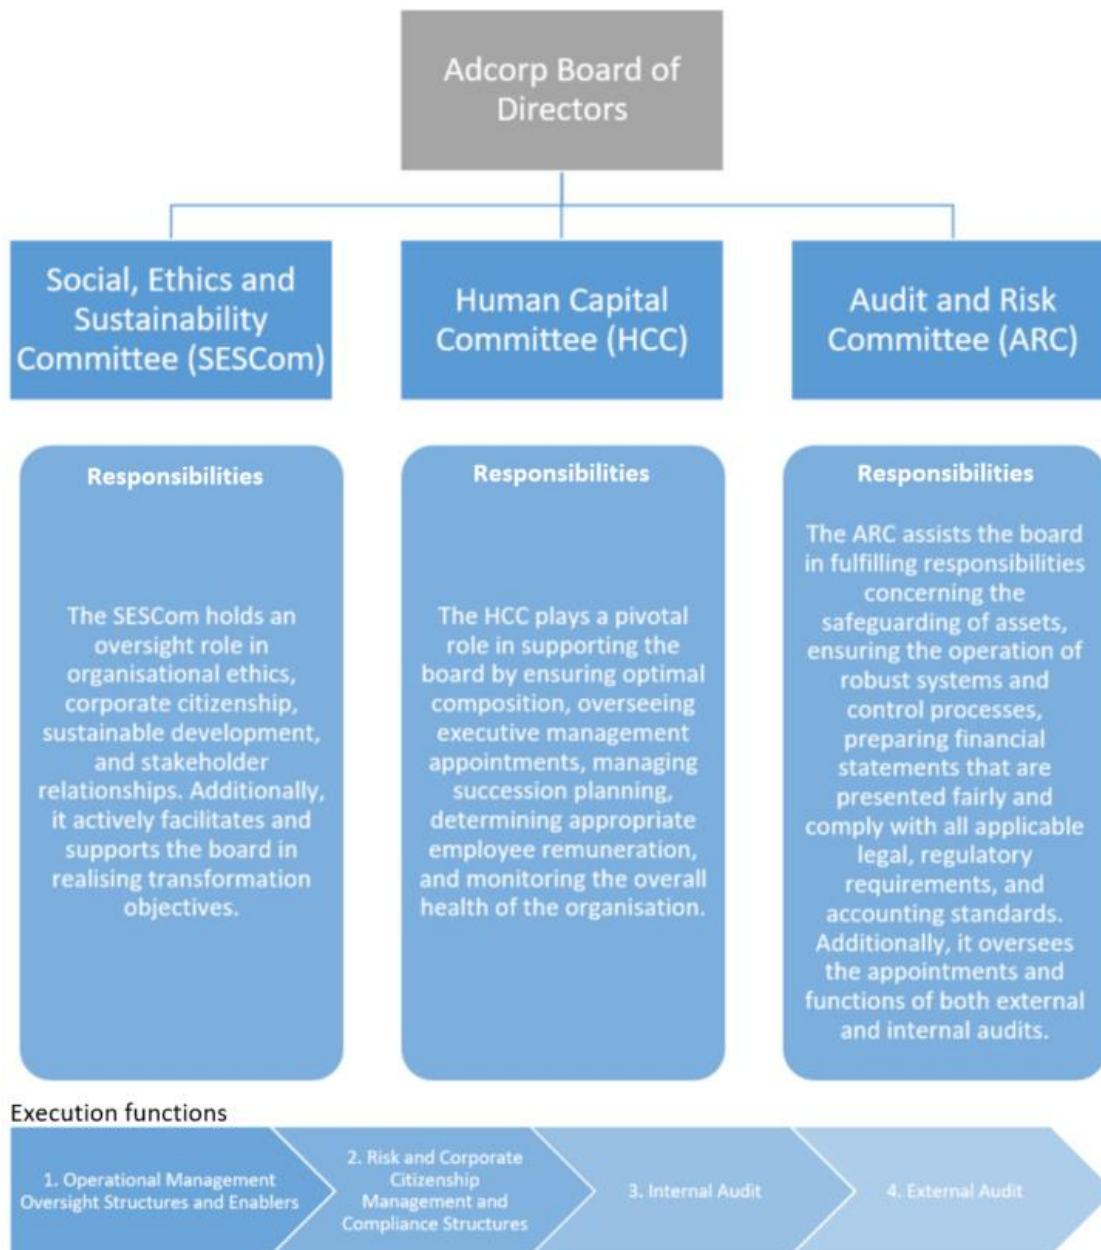 Adcorp Board of
Directors
Social, Ethics and
Sustainability
Committee (SESCom)
Human Capital
Committee (HCC)
Audit and Risk
Committee (ARC)
Responsibilities
The SESCom holds an
oversight role in
organisational ethics,
corporate citizenship,
sustainable development,
and stakeholder
relationships. Additionally,
it actively facilitates and
supports the board in
realising transformation
objectives.
Responsibilities
The HCC plays a pivotal
role in supporting the
board by ensuring optimal
composition, overseeing
executive management
appointments, managing
succession planning,
determining appropriate
employee remuneration,
and monitoring the overall
health of the organisation.
Responsibilities
The ARC assists the board
in fulfilling responsibilities
concerning the
safeguarding of assets,
ensuring the operation of
robust systems and
control processes,
preparing financial
statements that are
presented fairly and
comply with all applicable
legal, regulatory
requirements, and
accounting standards.
Additionally, it oversees
the appointments and
functions of both external
and internal audits.
Execution functions
1. Operational Management
Oversight Structures and Enablers
2. Risk and Corporate
Citizenship
Management and
Compliance Structures
3. Internal Audit
4. External Audit